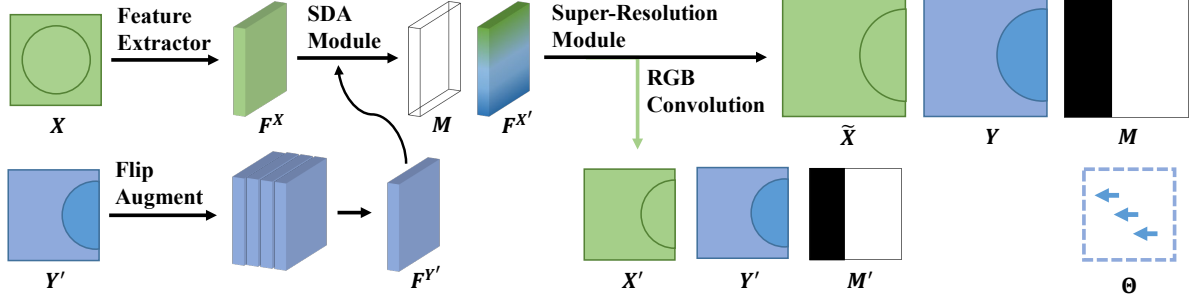 Feature
Extractor
SDA
Module
Super-Resolution
Module
RGB
Convolution
X
F^X
M
F^X'
X̃
Y
M
Flip
Augment
Y'
F^Y'
X'
Y'
M'
Θ